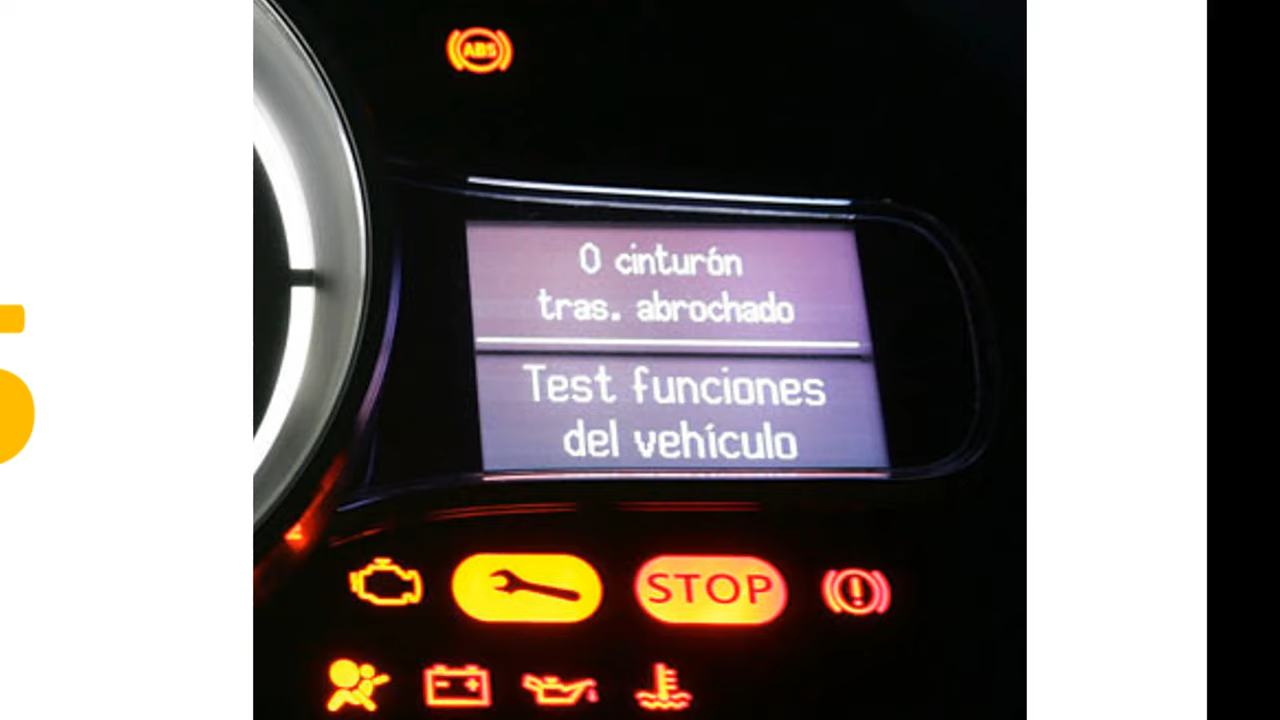 ABS
0 cinturón
tras. abrochado
Test funciones
del vehículo
STOP